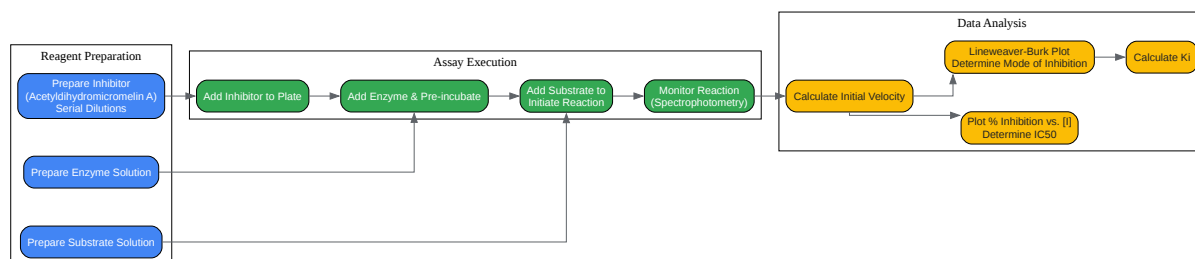 Reagent Preparation
Prepare Inhibitor
(Acetyldihydromicromelin A)
Serial Dilutions
Prepare Enzyme Solution
Prepare Substrate Solution
Assay Execution
Add Inhibitor to Plate
Add Enzyme & Pre-incubate
Add Substrate to
Initiate Reaction
Monitor Reaction
(Spectrophotometry)
Data Analysis
Calculate Initial Velocity
Lineweaver-Burk Plot
Determine Mode of Inhibition
Calculate Ki
Plot % Inhibition vs. [I]
Determine IC50